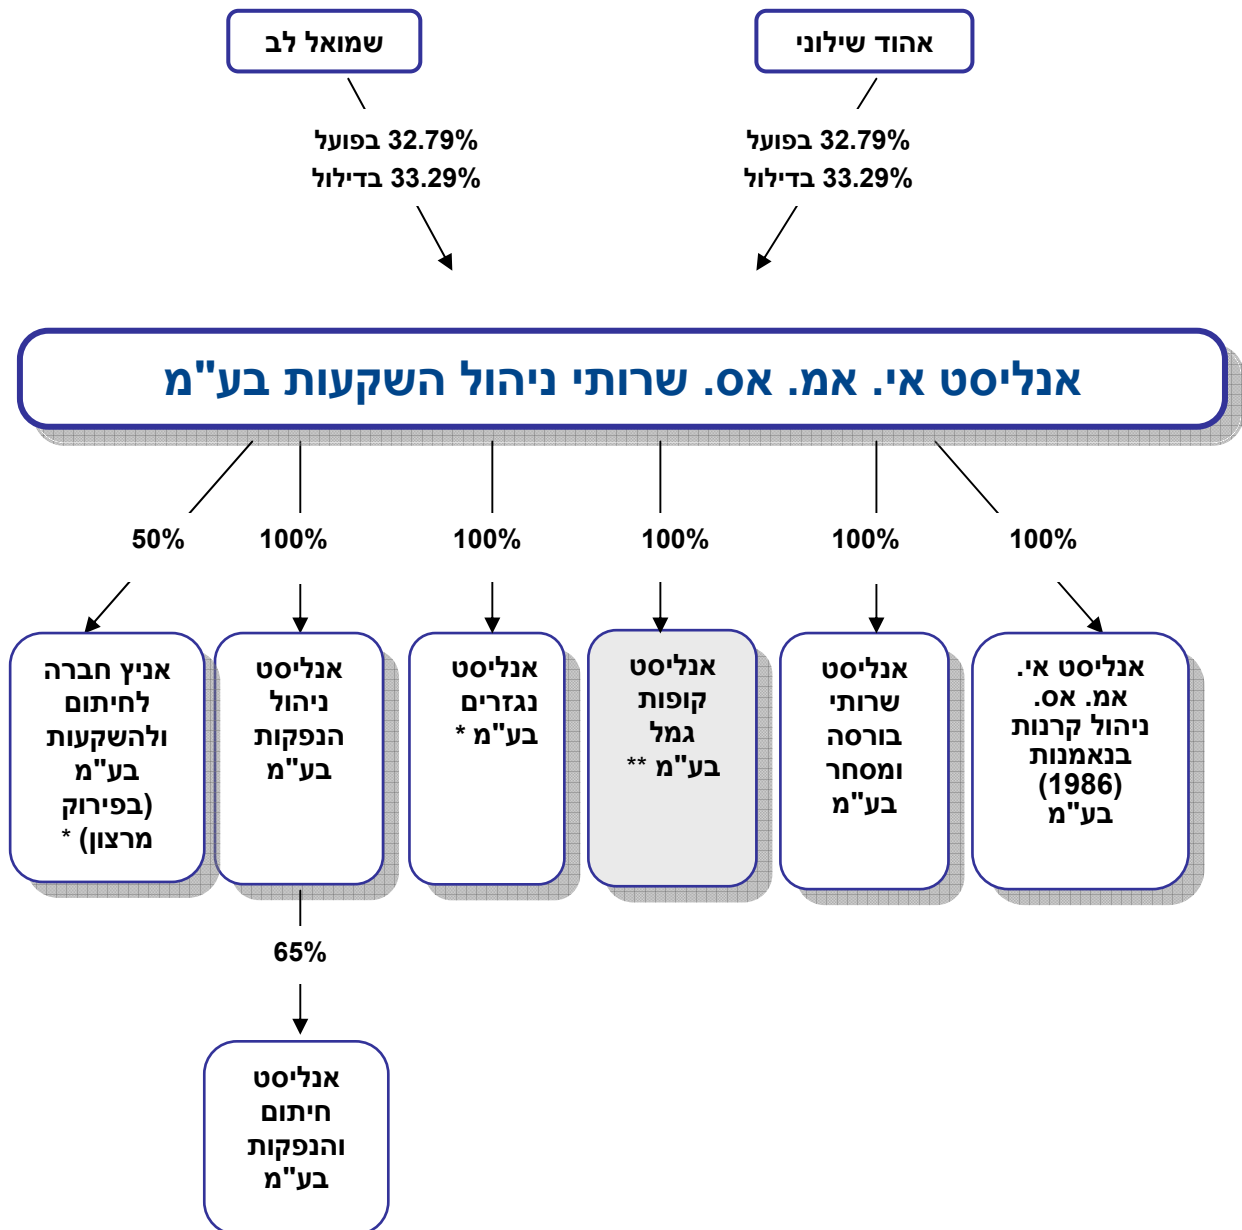 אהוד שילוני
שמואל לב
32.79% בפועל
33.29% בדילול
32.79% בפועל
33.29% בדילול
אנליסט אי. אמ. אס. שרותי ניהול השקעות בע"מ
100%
100%
100%
100%
100%
50%
אנליסט אי.
אמ. אס.
ניהול קרנות
בנאמנות
(1986)
בע"מ
אנליסט
שרותי
בורסה
ומסחר
בע"מ
אנליסט
קופות
גמל
בע"מ **
אנליסט
נגזרים
בע"מ *
אנליסט
ניהול
הנפקות
בע"מ
אניץ חברה
לחיתום
ולהשקעות
בע"מ
(בפירוק
מרצון) *
65%
אנליסט
חיתום
והנפקות
בע"מ